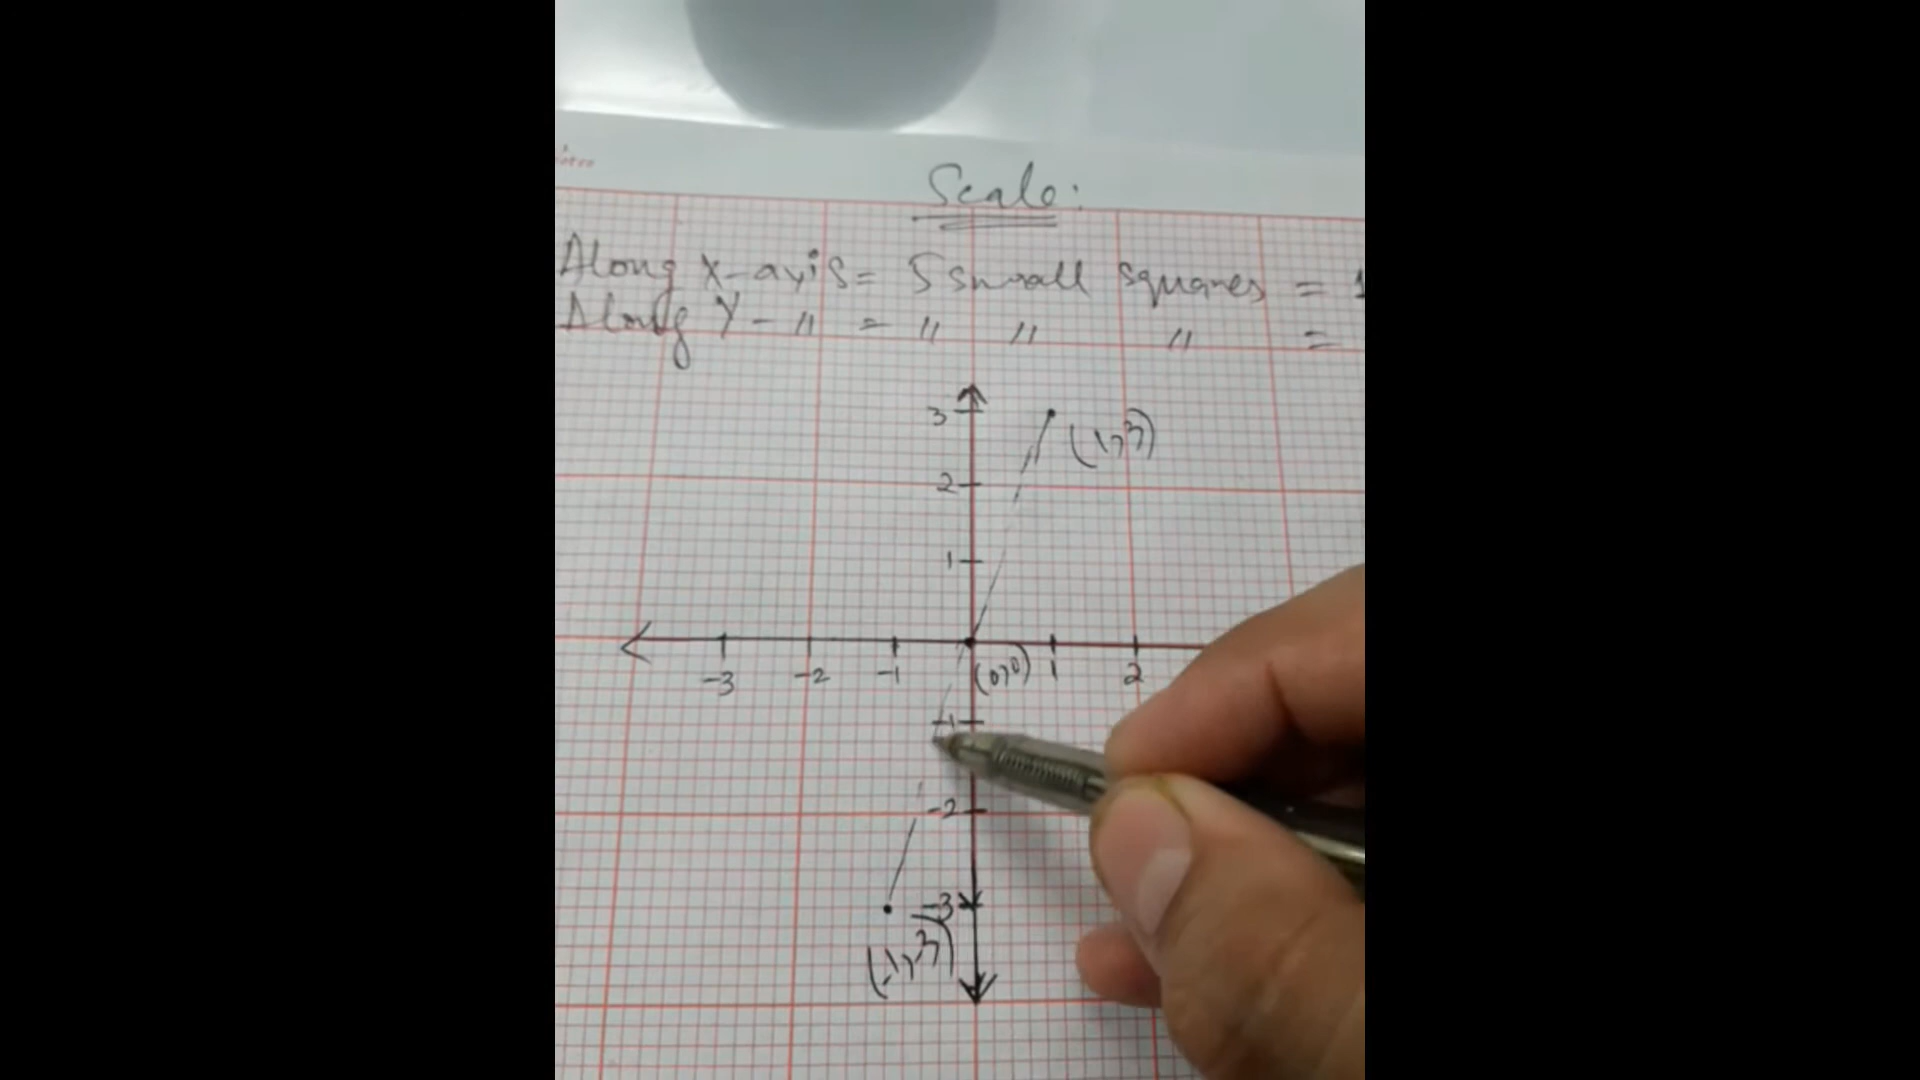 Scale:
Along X-axis = 5 small squares = 1
Along Y- " = " " " =
3
(1,3)
2
1
-3 -2 -1 (0,0) 1 2
-1
-2
-3
(-1,-3)